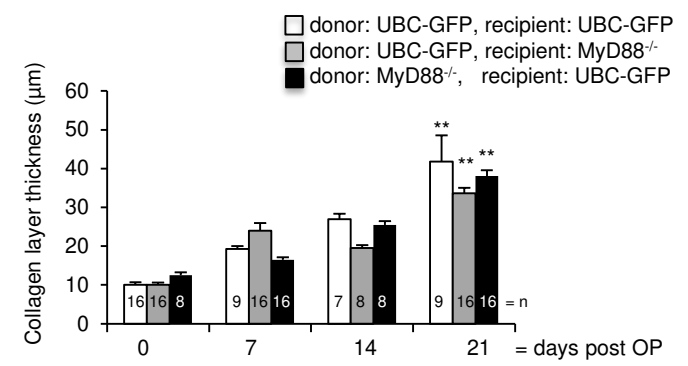 donor: UBC-GFP, recipient: UBC-GFP
donor: UBC-GFP, recipient: MyD88-/-
donor: MyD88-/-, recipient: UBC-GFP
Collagen layer thickness (µm)
60
50
40
30
20
10
0
** ** **
16 16 8 9 16 16 7 8 8 9 16 16 = n
0 7 14 21 = days post OP